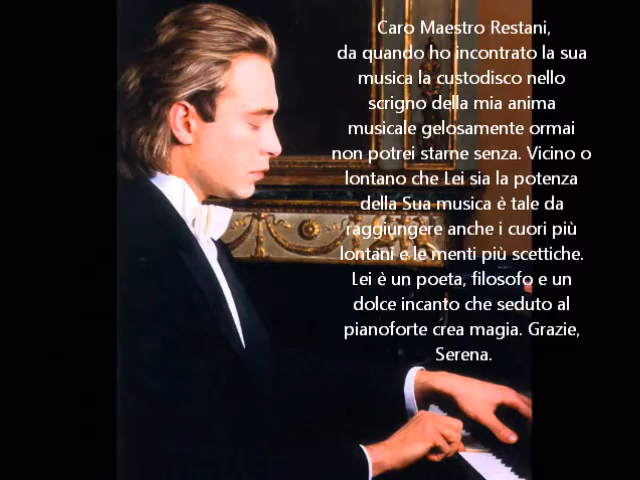 Caro Maestro Restani,
da quando ho incontrato la sua
musica la custodisco nello
scrigno della mia anima
musicale gelosamente ormai
non potrei starne senza. Vicino o
lontano che Lei sia la potenza
della Sua musica è tale da
raggiungere anche i cuori più
lontani e le menti più scettiche.
Lei è un poeta, filosofo e un
dolce incanto che seduto al
pianoforte crea magia. Grazie,
Serena.